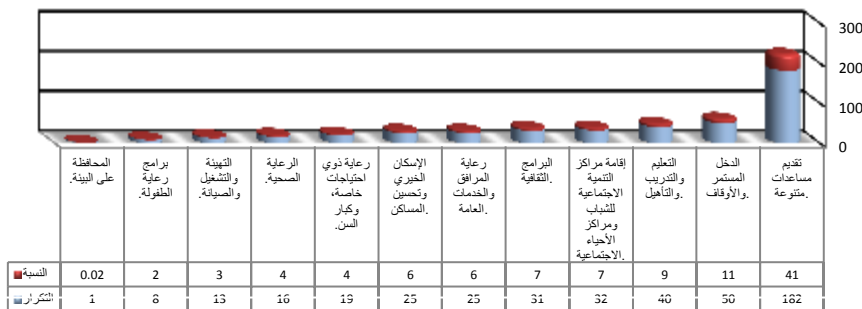 300
200
100
0
تقديم مساعدات متنوعة.
الدخل المستمر والأوقاف.
التعليم والتدريب والتأهيل.
إقامة مراكز التنمية الاجتماعية للشباب ومراكز الأحياء الاجتماعية.
البرامج الثقافية.
رعاية المرافق والخدمات العامة.
الإسكان الخيري وتحسين المساكن.
رعاية ذوي احتياجات خاصة، وكبار السن.
الرعاية الصحية.
التهيئة والتشغيل والصيانة.
برامج رعاية الطفولة.
المحافظة على البيئة.
النسبة 0.02 2 3 4 4 6 6 7 7 9 11 41
التكرار 1 8 13 16 19 25 25 31 32 40 50 182